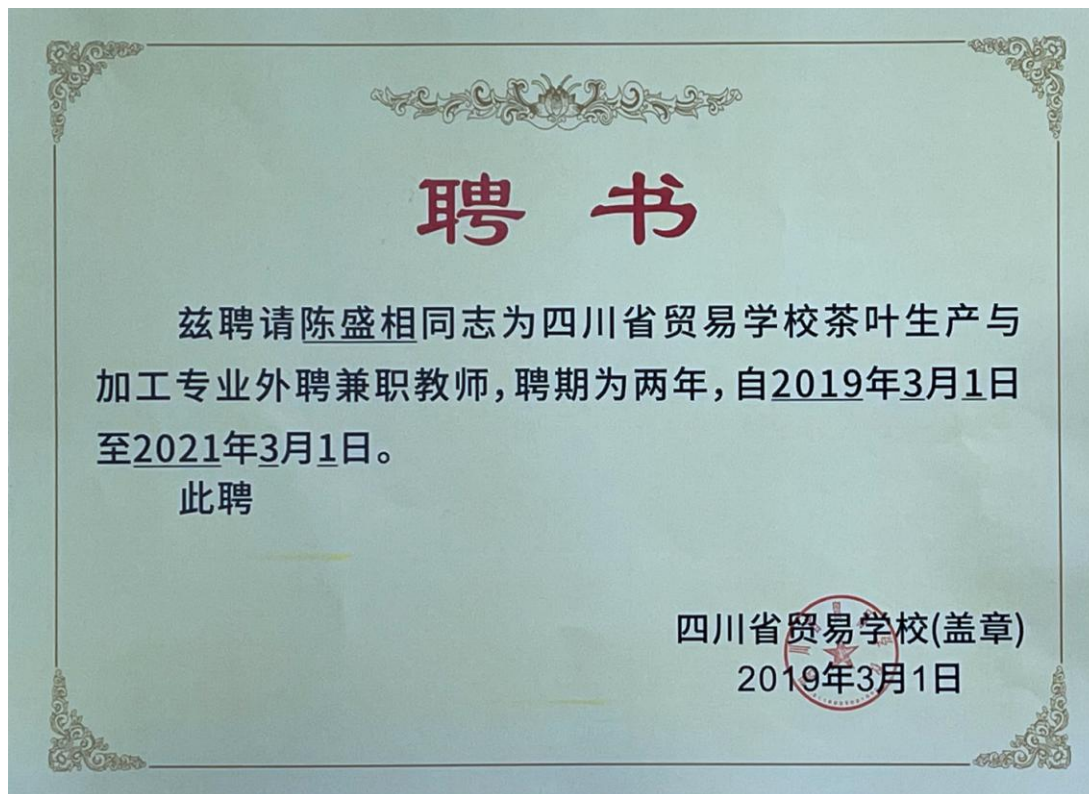 聘书
兹聘请陈盛相同志为四川省贸易学校茶叶生产与
加工专业外聘兼职教师,聘期为两年,自2019年3月1日
至2021年3月1日。
此聘
四川省贸易学校(盖章)
2019年3月1日